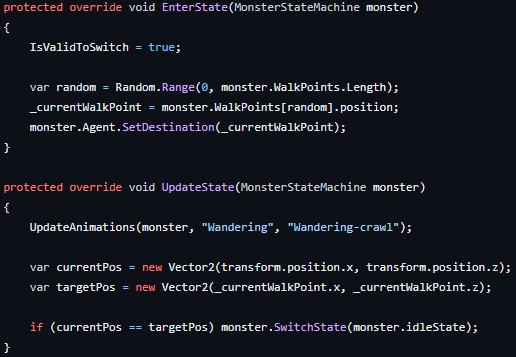 protected override void EnterState(MonsterStateMachine monster)
{
    IsValidToSwitch = true;

    var random = Random.Range(0, monster.WalkPoints.Length);
    _currentWalkPoint = monster.WalkPoints[random].position;
    monster.Agent.SetDestination(_currentWalkPoint);
}

protected override void UpdateState(MonsterStateMachine monster)
{
    UpdateAnimations(monster, "Wandering", "Wandering-crawl");

    var currentPos = new Vector2(transform.position.x, transform.position.z);
    var targetPos = new Vector2(_currentWalkPoint.x, _currentWalkPoint.z);

    if (currentPos == targetPos) monster.SwitchState(monster.idleState);
}